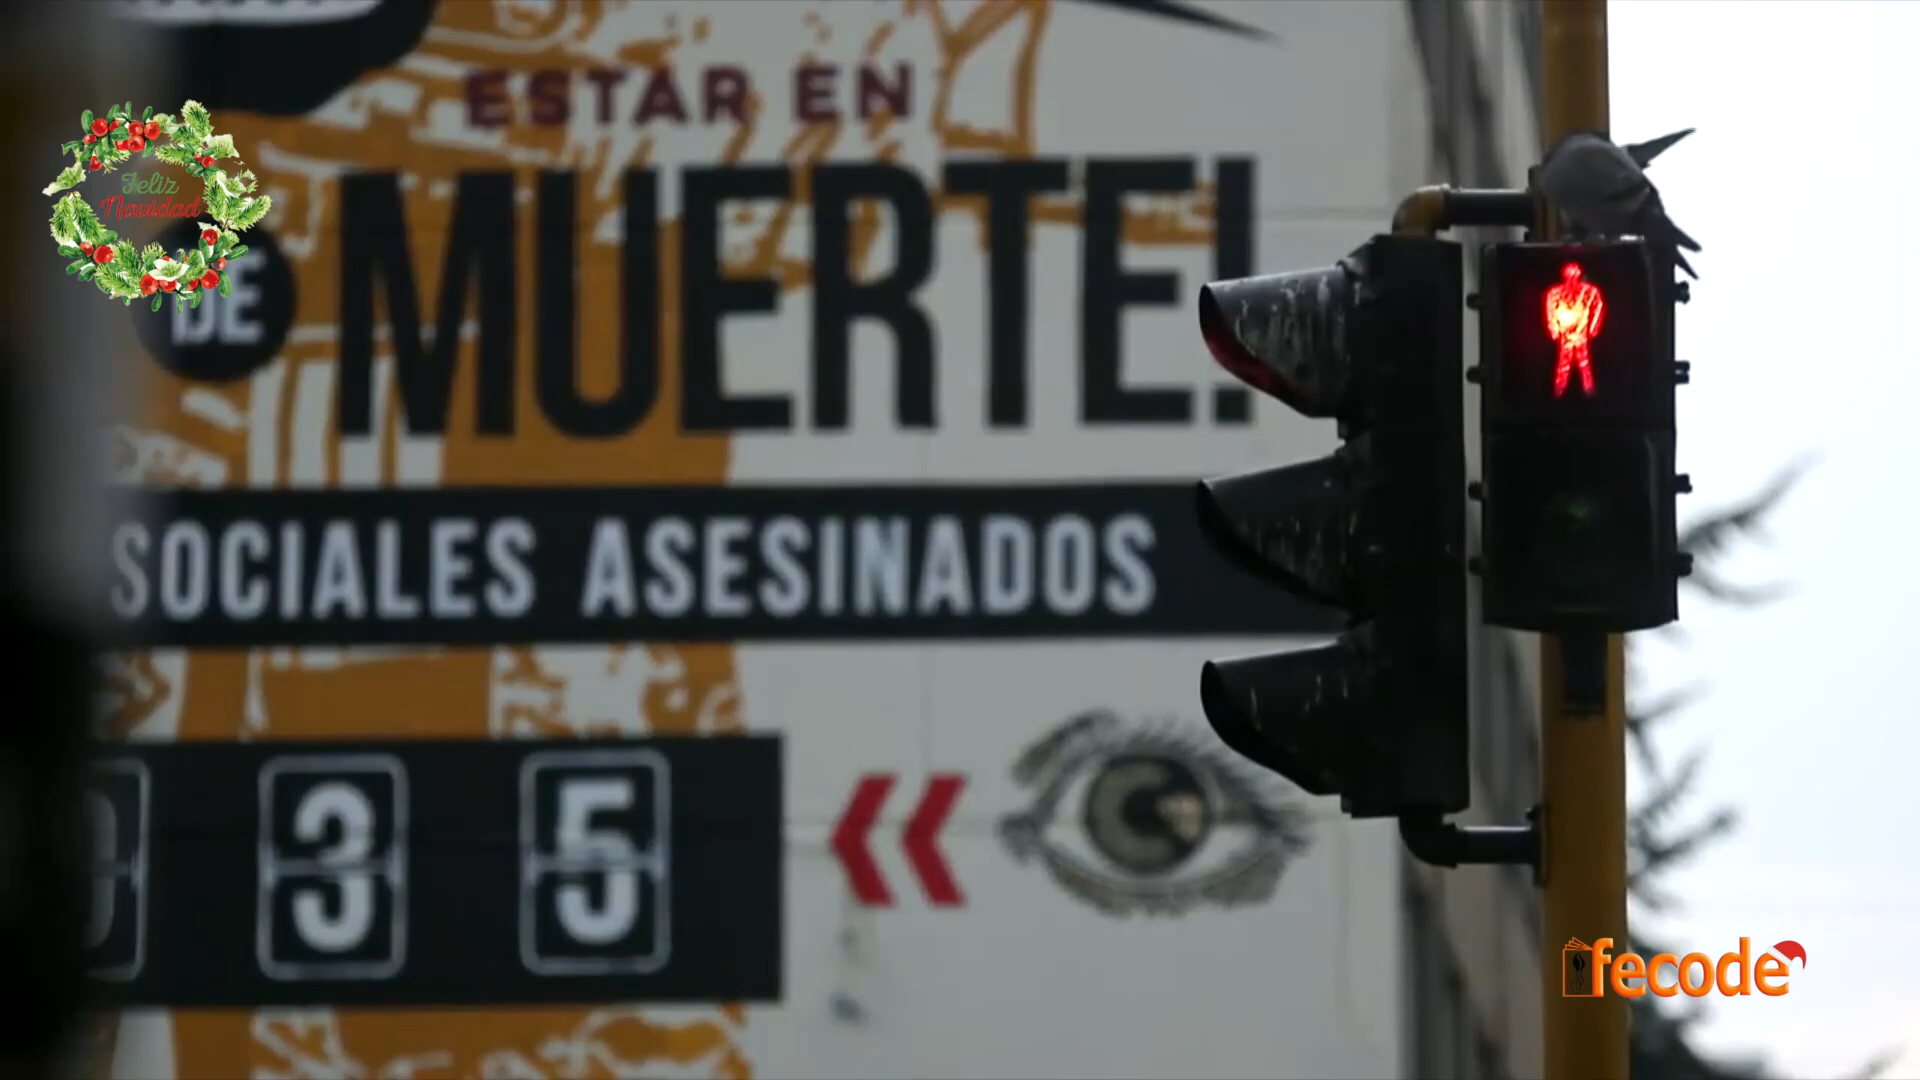 ESTAR EN
Feliz
Navidad
DE MUERTE!
SOCIALES ASESINADOS
3 5
fecode